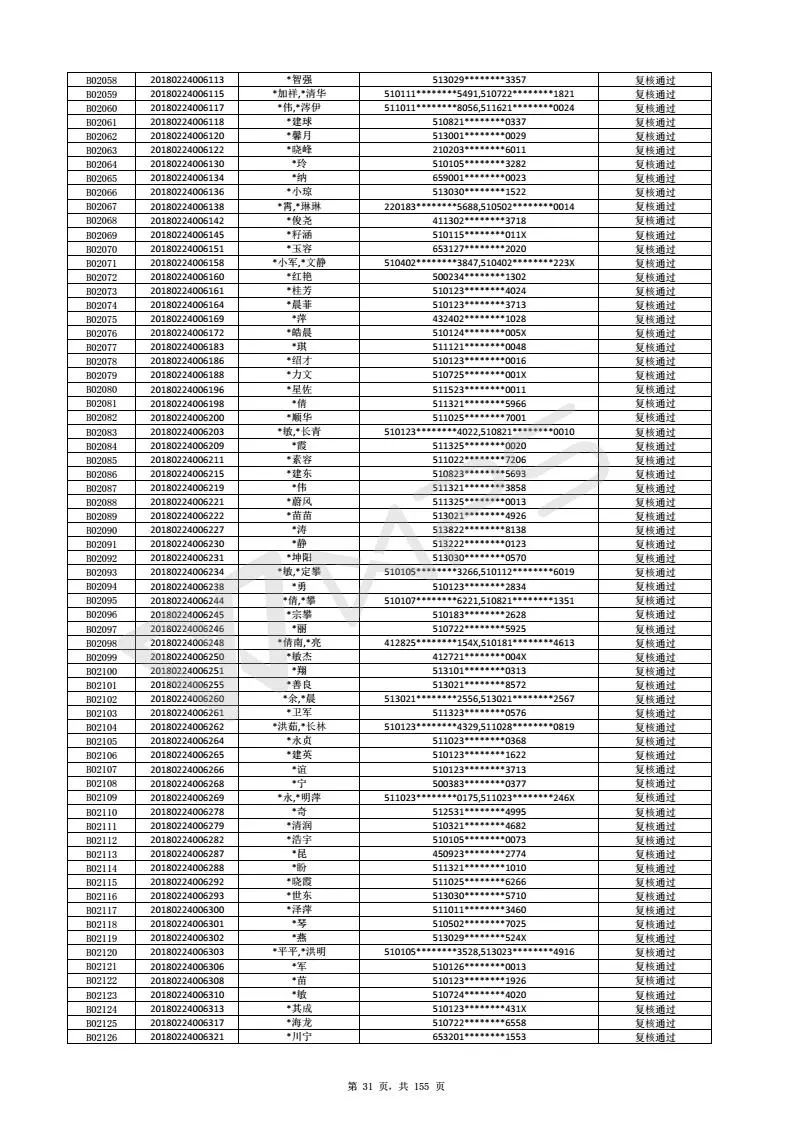 B02058 20180224006113 *智强 513029********3357 复核通过
B02059 20180224006115 *加祥,*清华 510111********5491,510722********1821 复核通过
B02060 20180224006117 *伟,*涔伊 511011********8056,511621********0024 复核通过
B02061 20180224006118 *建球 510821********0337 复核通过
B02062 20180224006120 *馨月 513001********0029 复核通过
B02063 20180224006122 *晓峰 210203********6011 复核通过
B02064 20180224006130 *玲 510105********3282 复核通过
B02065 20180224006134 *纳 659001********0023 复核通过
B02066 20180224006136 *小琼 513030********1522 复核通过
B02067 20180224006138 *霄,*琳琳 220183********5688,510502********0014 复核通过
B02068 20180224006142 *俊尧 411302********3718 复核通过
B02069 20180224006145 *籽涵 510115********011X 复核通过
B02070 20180224006151 *玉容 653127********2020 复核通过
B02071 20180224006158 *小军,*文静 510402********3847,510402********223X 复核通过
B02072 20180224006160 *红艳 500234********1302 复核通过
B02073 20180224006161 *桂芳 510123********4024 复核通过
B02074 20180224006164 *晨菲 510123********3713 复核通过
B02075 20180224006169 *萍 432402********1028 复核通过
B02076 20180224006172 *皓晨 510124********005X 复核通过
B02077 20180224006183 *琪 511121********0048 复核通过
B02078 20180224006186 *绍才 510123********0016 复核通过
B02079 20180224006188 *力文 510725********001X 复核通过
B02080 20180224006196 *星佐 511523********0011 复核通过
B02081 20180224006198 *倩 511321********5966 复核通过
B02082 20180224006200 *顺华 511025********7001 复核通过
B02083 20180224006203 *敏,*长青 510123********4022,510821********0010 复核通过
B02084 20180224006209 *霞 511325********0020 复核通过
B02085 20180224006211 *素容 511022********7206 复核通过
B02086 20180224006215 *建东 510823********5693 复核通过
B02087 20180224006219 *伟 511321********3858 复核通过
B02088 20180224006221 *蔚风 511325********0013 复核通过
B02089 20180224006222 *苗苗 513021********4926 复核通过
B02090 20180224006227 *涛 513822********8138 复核通过
B02091 20180224006230 *静 513222********0123 复核通过
B02092 20180224006231 *坤阳 513030********0570 复核通过
B02093 20180224006234 *敏,*定攀 510105********3266,510112********6019 复核通过
B02094 20180224006238 *勇 510123********2834 复核通过
B02095 20180224006244 *倩,*攀 510107********6221,510821********1351 复核通过
B02096 20180224006245 *宗攀 510183********2628 复核通过
B02097 20180224006246 *丽 510722********5925 复核通过
B02098 20180224006248 *倩南,*亮 412825********154X,510181********4613 复核通过
B02099 20180224006250 *敏杰 412721********004X 复核通过
B02100 20180224006251 *翔 513101********0313 复核通过
B02101 20180224006255 *善良 513021********8572 复核通过
B02102 20180224006260 *余,*晨 513021********2556,513021********2567 复核通过
B02103 20180224006261 *卫军 511323********0576 复核通过
B02104 20180224006262 *洪茹,*长林 510123********4329,511028********0819 复核通过
B02105 20180224006264 *永贞 511023********0368 复核通过
B02106 20180224006265 *建英 510123********1622 复核通过
B02107 20180224006266 *谊 510123********3713 复核通过
B02108 20180224006268 *宁 500383********0377 复核通过
B02109 20180224006269 *永,*明萍 511023********0175,511023********246X 复核通过
B02110 20180224006278 *奇 512531********4995 复核通过
B02111 20180224006279 *清润 510321********4682 复核通过
B02112 20180224006282 *浩宇 510105********0073 复核通过
B02113 20180224006287 *昆 450923********2774 复核通过
B02114 20180224006288 *盼 511321********1010 复核通过
B02115 20180224006292 *晓霞 511025********6266 复核通过
B02116 20180224006293 *世东 513030********5710 复核通过
B02117 20180224006300 *泽萍 511011********3460 复核通过
B02118 20180224006301 *琴 510502********7025 复核通过
B02119 20180224006302 *燕 513029********524X 复核通过
B02120 20180224006303 *平平,*洪明 510105********3528,513023********4916 复核通过
B02121 20180224006306 *军 510126********0013 复核通过
B02122 20180224006308 *苗 510123********1926 复核通过
B02123 20180224006310 *敏 510724********4020 复核通过
B02124 20180224006313 *其成 510123********431X 复核通过
B02125 20180224006317 *海龙 510722********6558 复核通过
B02126 20180224006321 *川宁 653201********1553 复核通过
第 31 页, 共 155 页